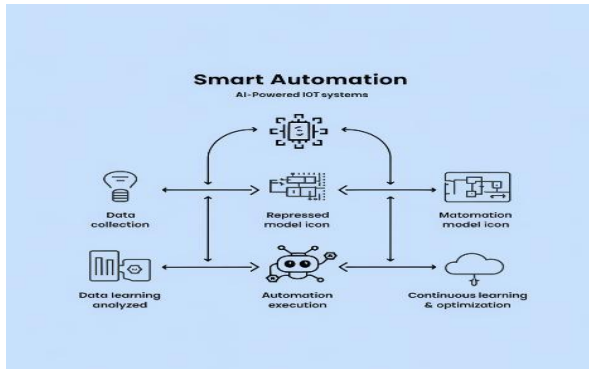 Smart Automation
AI-Powered IOT systems
Data
collection
Repressed
model icon
Matomation
model icon
Data learning
analyzed
Automation
execution
Continuous learning
& optimization